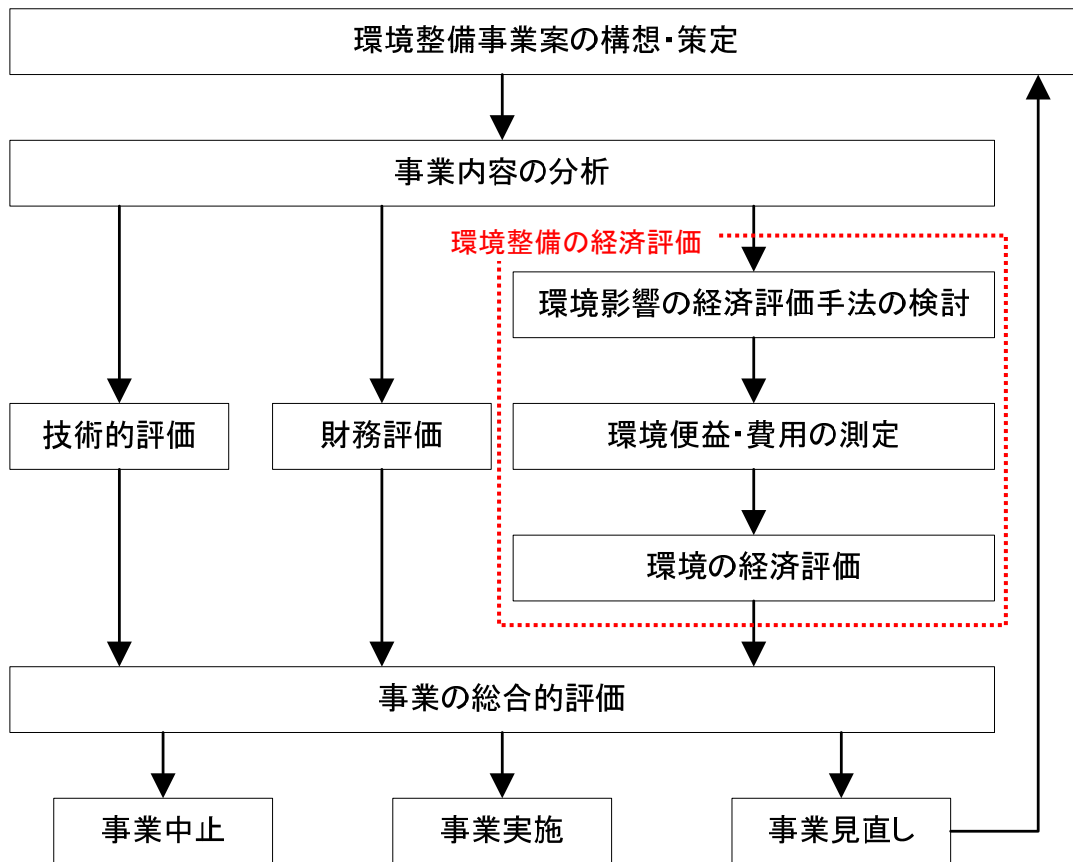 環境整備事業案の構想・策定
事業内容の分析
環境整備の経済評価
環境影響の経済評価手法の検討
技術的評価
財務評価
環境便益・費用の測定
環境の経済評価
事業の総合的評価
事業中止
事業実施
事業見直し